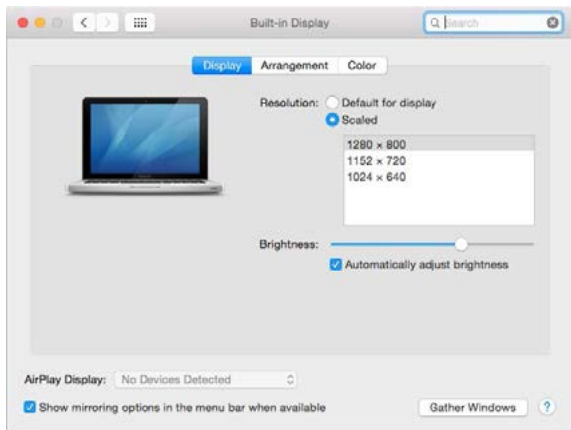 Built-in Display
Search
Display Arrangement Color
Resolution: Default for display
Scaled
1280 × 800
1152 × 720
1024 × 640
Brightness:
Automatically adjust brightness
AirPlay Display: No Devices Detected
Show mirroring options in the menu bar when available
Gather Windows ?